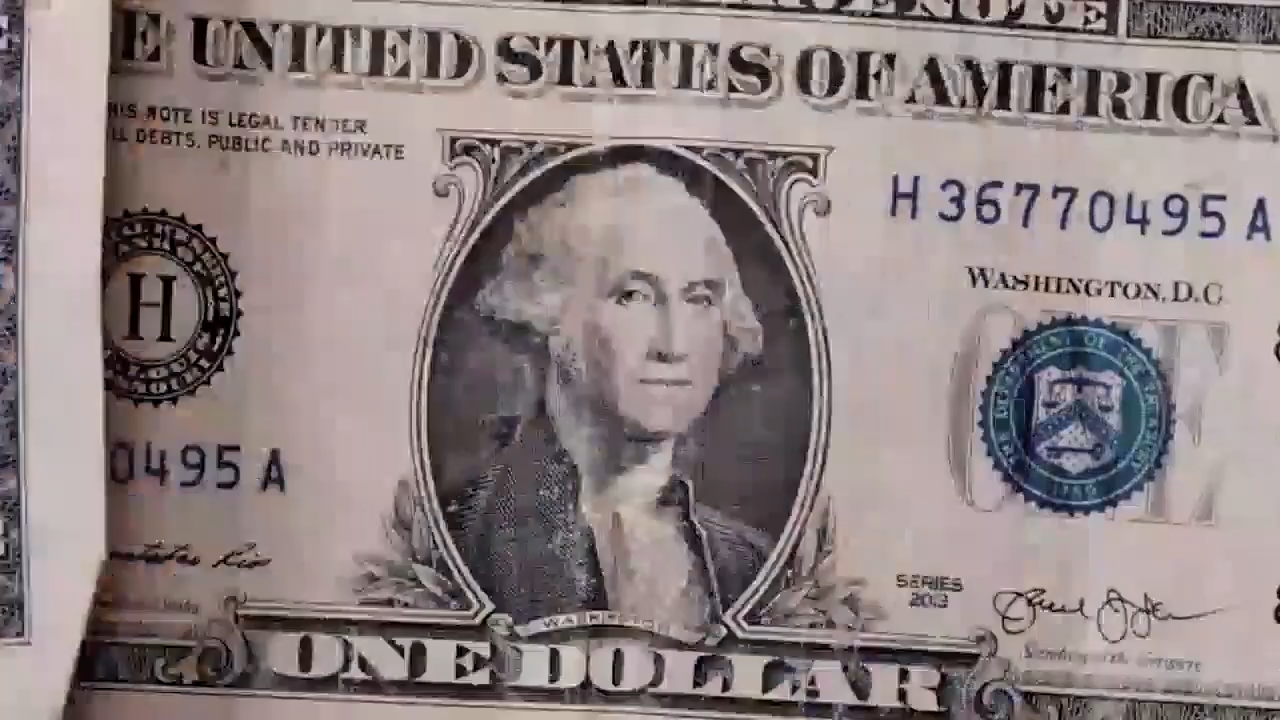 NOTE
E UNITED STATES OF AMERICA
HIS NOTE IS LEGAL TENDER
LL DEBTS, PUBLIC AND PRIVATE
H 36770495 A
WASHINGTON, D.C.
H
0495 A
SERIES
2013
ONE DOLLAR